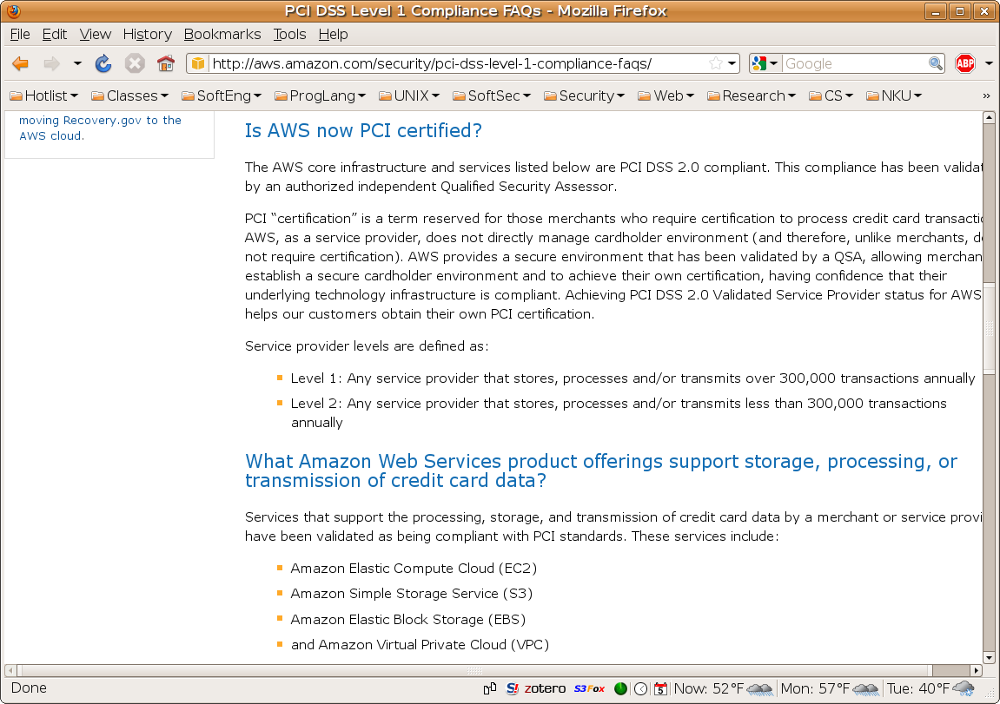 PCI DSS Level 1 Compliance FAQs - Mozilla Firefox
File Edit View History Bookmarks Tools Help
http://aws.amazon.com/security/pci-dss-level-1-compliance-faqs/ Google ABP
Hotlist Classes SoftEng ProgLang UNIX SoftSec Security Web Research CS NKU »
moving Recovery.gov to the
AWS cloud.
Is AWS now PCI certified?
The AWS core infrastructure and services listed below are PCI DSS 2.0 compliant. This compliance has been validat
by an authorized independent Qualified Security Assessor.
PCI “certification” is a term reserved for those merchants who require certification to process credit card transactio
AWS, as a service provider, does not directly manage cardholder environment (and therefore, unlike merchants, d
not require certification). AWS provides a secure environment that has been validated by a QSA, allowing merchan
establish a secure cardholder environment and to achieve their own certification, having confidence that their
underlying technology infrastructure is compliant. Achieving PCI DSS 2.0 Validated Service Provider status for AWS
helps our customers obtain their own PCI certification.
Service provider levels are defined as:
Level 1: Any service provider that stores, processes and/or transmits over 300,000 transactions annually
Level 2: Any service provider that stores, processes and/or transmits less than 300,000 transactions
annually
What Amazon Web Services product offerings support storage, processing, or
transmission of credit card data?
Services that support the processing, storage, and transmission of credit card data by a merchant or service provi
have been validated as being compliant with PCI standards. These services include:
Amazon Elastic Compute Cloud (EC2)
Amazon Simple Storage Service (S3)
Amazon Elastic Block Storage (EBS)
and Amazon Virtual Private Cloud (VPC)
Done S! zotero S3Fox 5 Now: 52°F Mon: 57°F Tue: 40°F